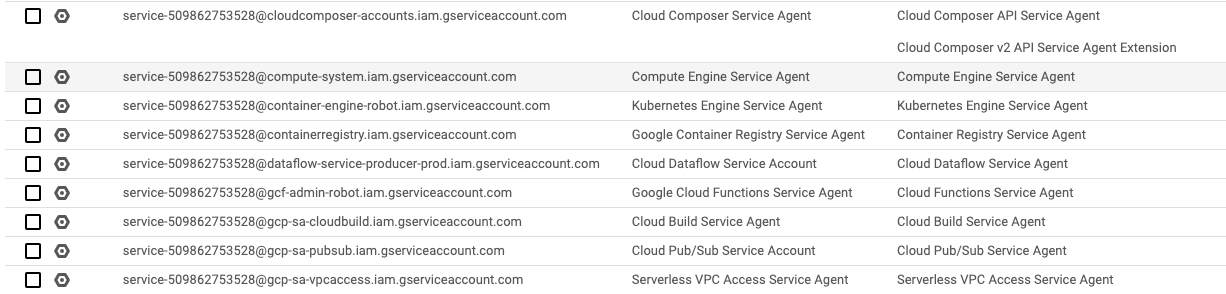 service-509862753528@cloudcomposer-accounts.iam.gserviceaccount.com Cloud Composer Service Agent Cloud Composer API Service Agent
Cloud Composer v2 API Service Agent Extension
service-509862753528@compute-system.iam.gserviceaccount.com Compute Engine Service Agent Compute Engine Service Agent
service-509862753528@container-engine-robot.iam.gserviceaccount.com Kubernetes Engine Service Agent Kubernetes Engine Service Agent
service-509862753528@containerregistry.iam.gserviceaccount.com Google Container Registry Service Agent Container Registry Service Agent
service-509862753528@dataflow-service-producer-prod.iam.gserviceaccount.com Cloud Dataflow Service Account Cloud Dataflow Service Agent
service-509862753528@gcf-admin-robot.iam.gserviceaccount.com Google Cloud Functions Service Agent Cloud Functions Service Agent
service-509862753528@gcp-sa-cloudbuild.iam.gserviceaccount.com Cloud Build Service Agent Cloud Build Service Agent
service-509862753528@gcp-sa-pubsub.iam.gserviceaccount.com Cloud Pub/Sub Service Account Cloud Pub/Sub Service Agent
service-509862753528@gcp-sa-vpcaccess.iam.gserviceaccount.com Serverless VPC Access Service Agent Serverless VPC Access Service Agent